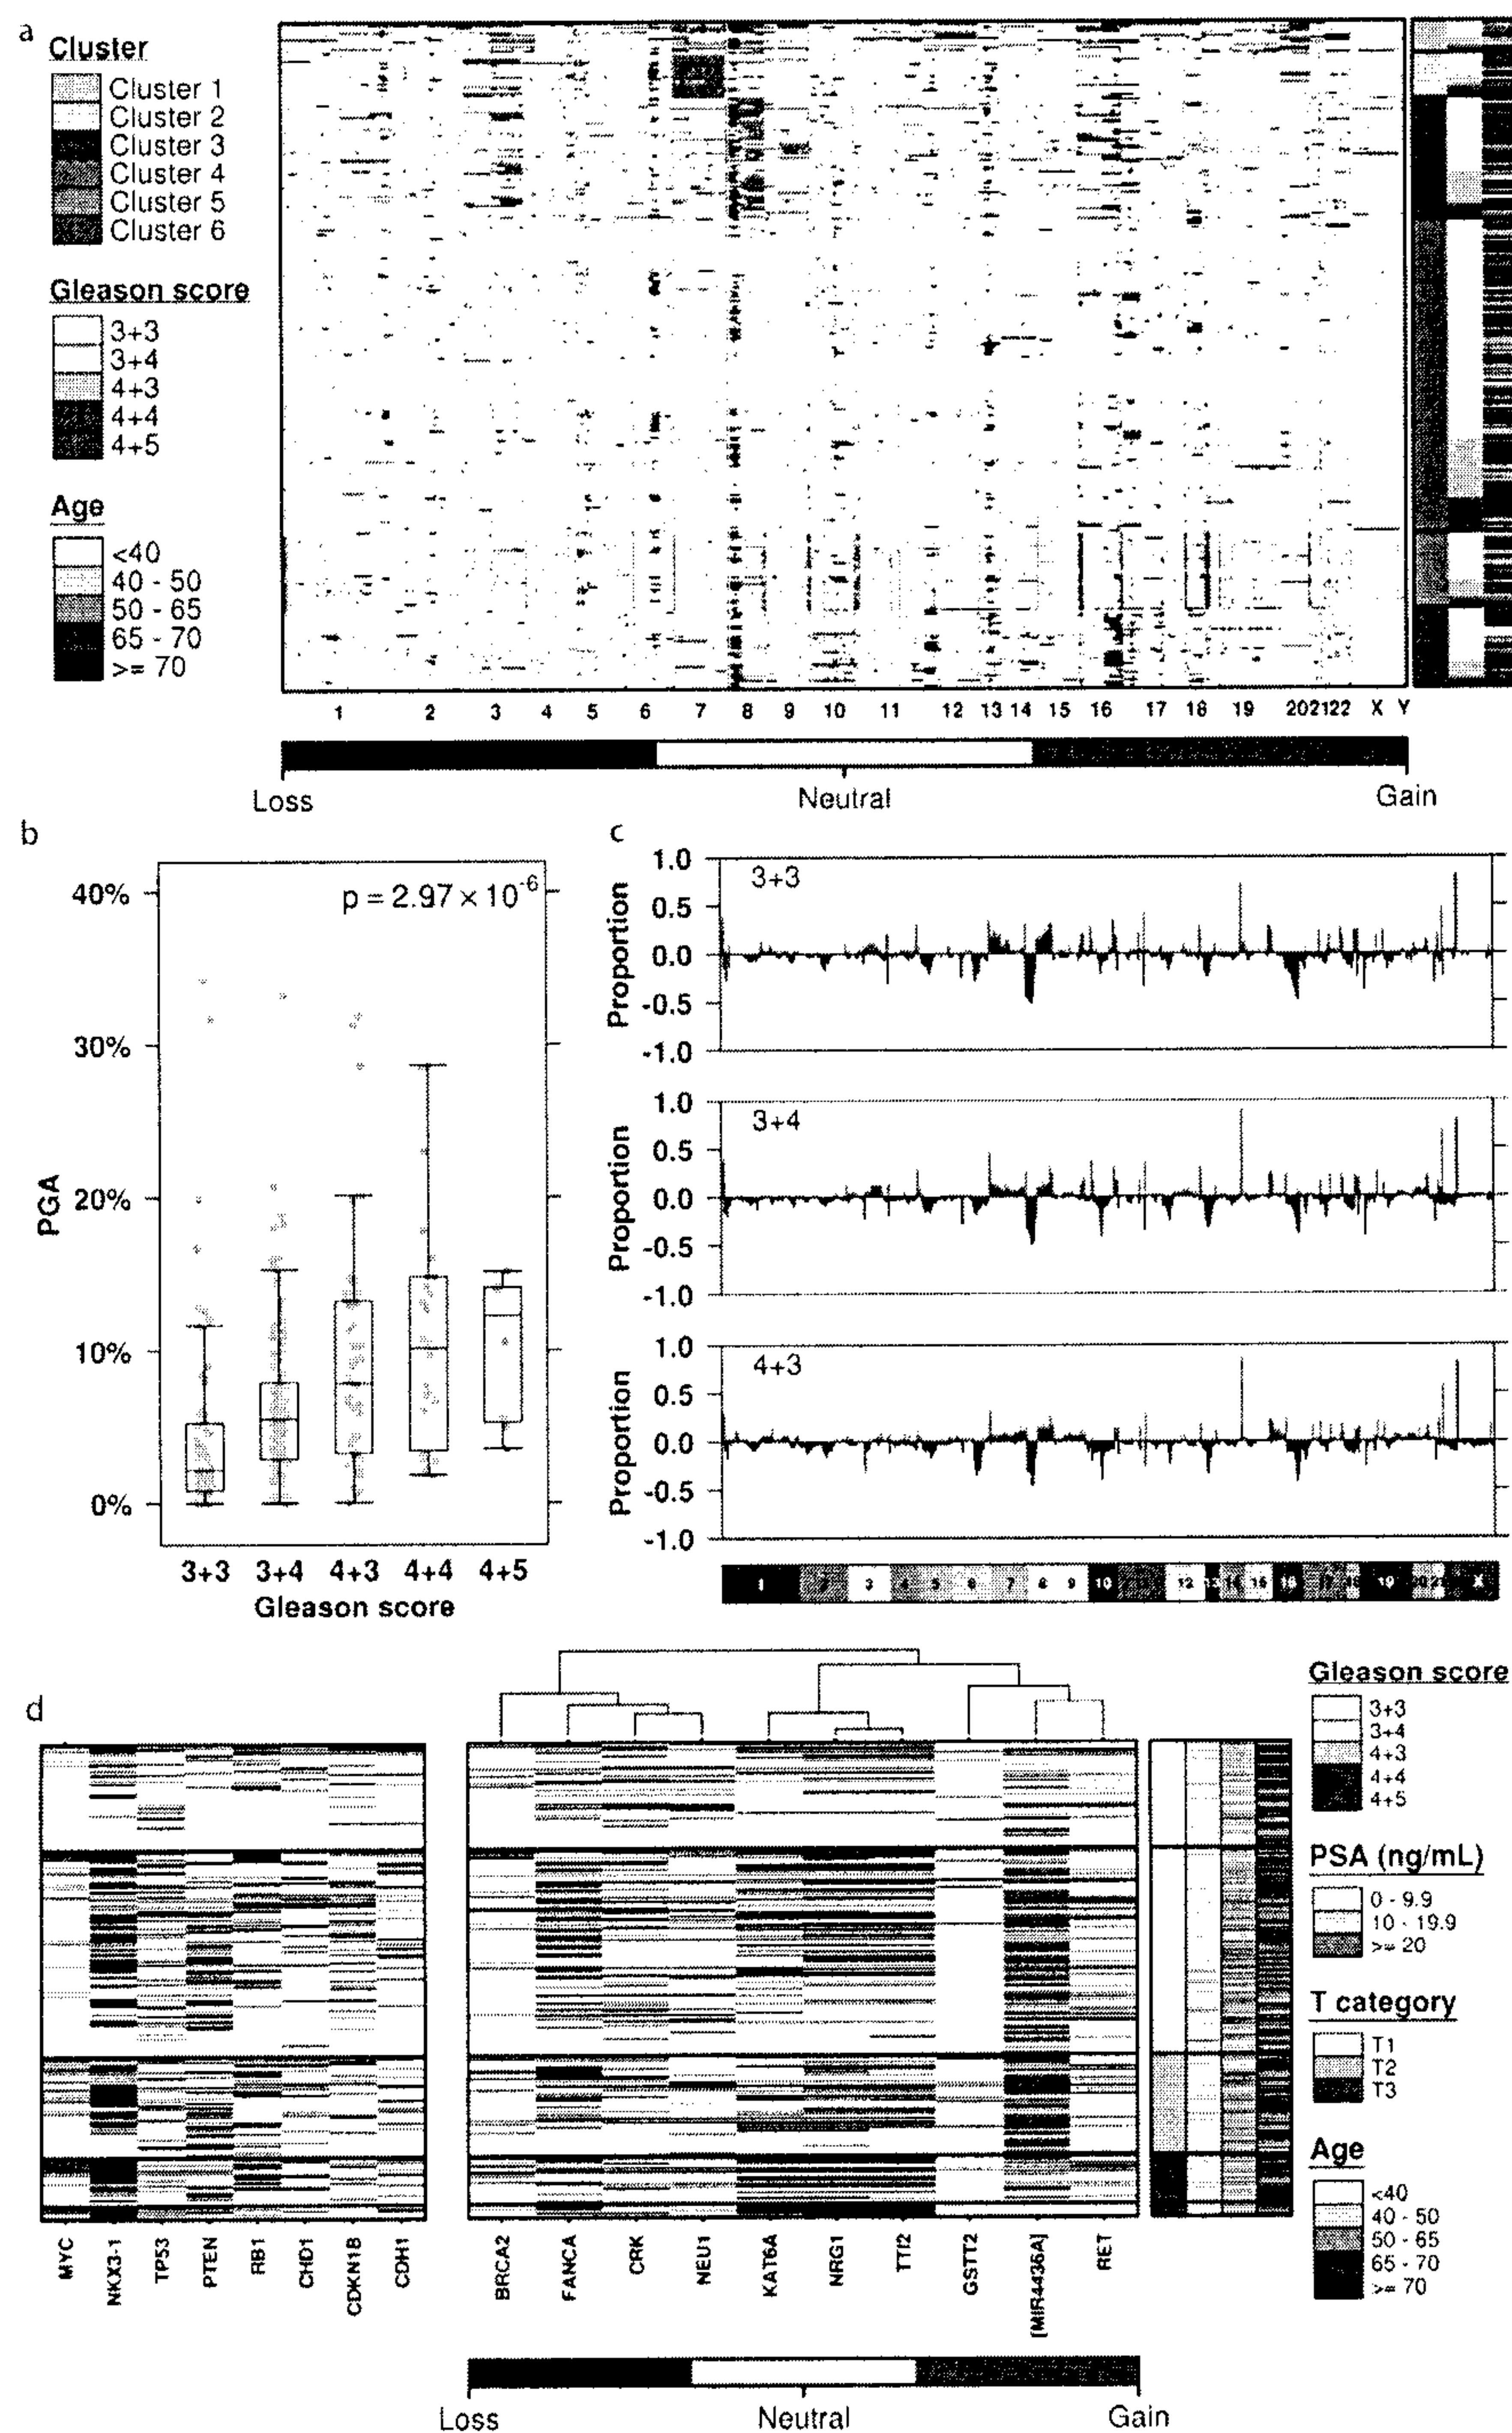 a
Cluster
Cluster 1
Cluster 2
Cluster 3
Cluster 4
Cluster 5
Cluster 6
Gleason score
3+3
3+4
4+3
4+4
4+5
Age
<40
40 - 50
50 - 65
65 - 70
>= 70
1 2 3 4 5 6 7 8 9 10 11 12 13 14 15 16 17 18 19 20 21 22 X Y
Loss Neutral Gain
b
p = 2.97 × 10⁻⁶
40%
30%
20%
10%
0%
PGA
3+3 3+4 4+3 4+4 4+5
Gleason score
c
3+3
1.0
0.5
0.0
-0.5
-1.0
Proportion
3+4
1.0
0.5
0.0
-0.5
-1.0
Proportion
4+3
1.0
0.5
0.0
-0.5
-1.0
Proportion
1 2 3 4 5 6 7 8 9 10 12 14 15 16 17 19 X
d
MYC NKX3-1 TP53 PTEN RB1 CHD1 CDKN1B CDH1
BRCA2 FANCA CRK NEU1 KAT6A NRG1 TTI2 GSTT2 [MIR4436A] RET
Loss Neutral Gain
Gleason score
3+3
3+4
4+3
4+4
4+5
PSA (ng/mL)
0 - 9.9
10 - 19.9
>= 20
T category
T1
T2
T3
Age
<40
40 - 50
50 - 65
65 - 70
>= 70